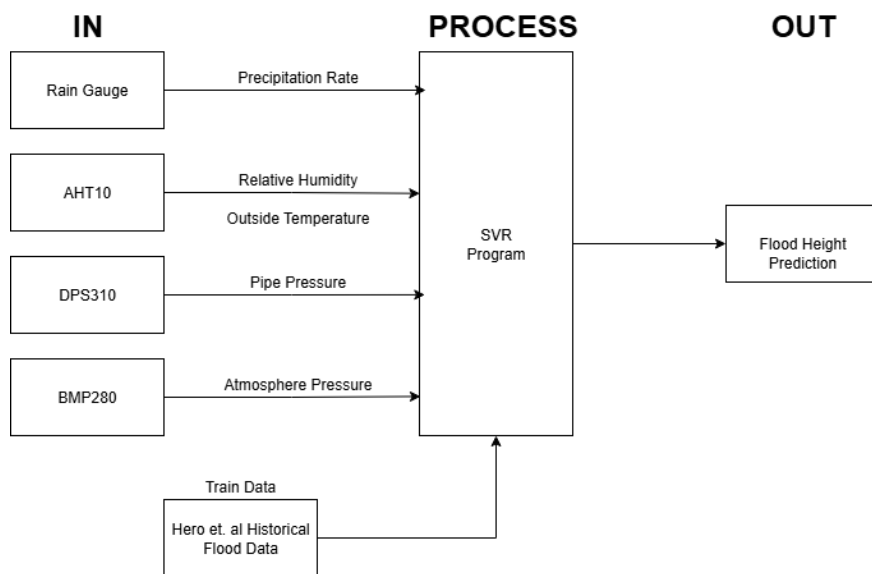 IN
PROCESS
OUT
Rain Gauge
Precipitation Rate
AHT10
Relative Humidity
Outside Temperature
SVR
Program
Flood Height
Prediction
DPS310
Pipe Pressure
BMP280
Atmosphere Pressure
Train Data
Hero et. al Historical
Flood Data